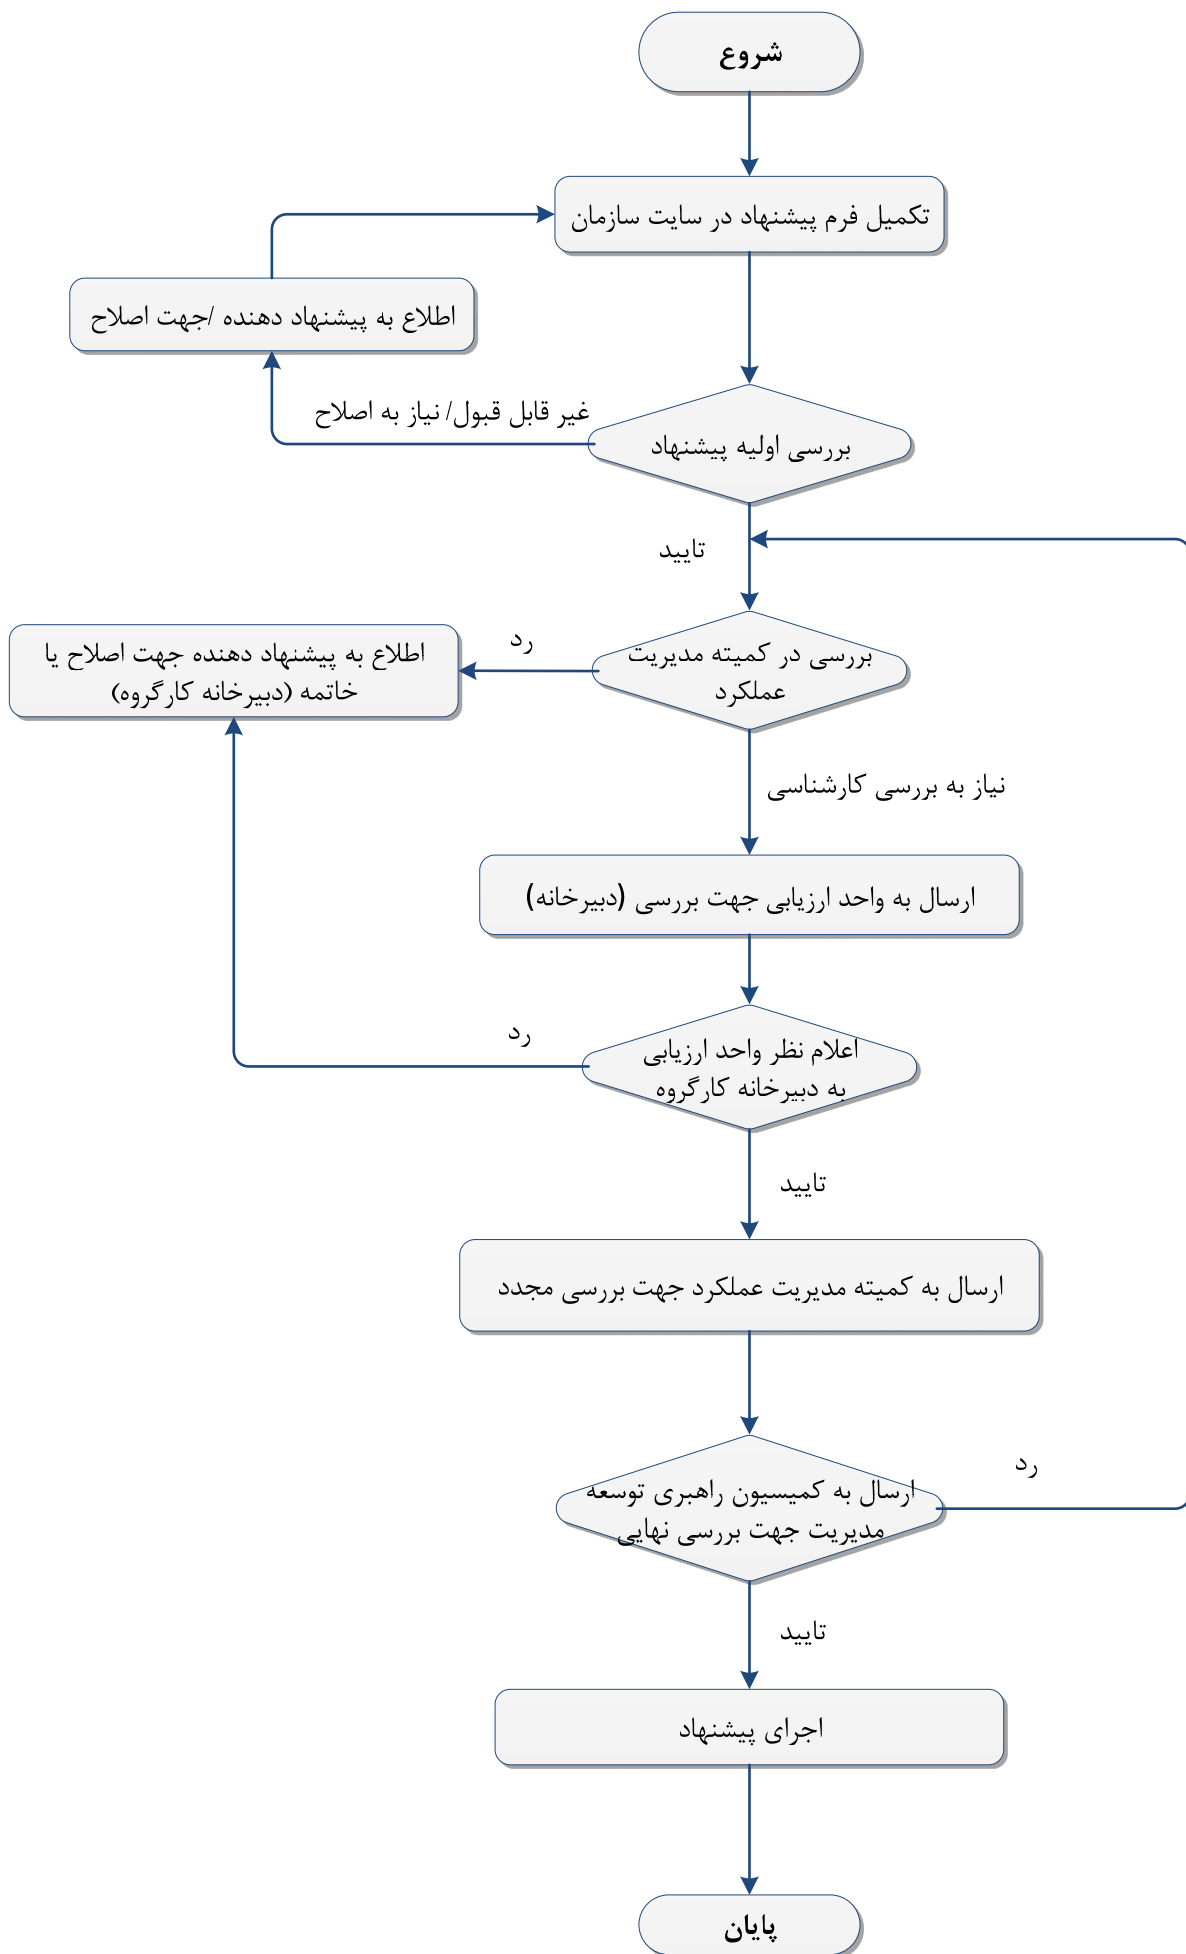 شروع
تکمیل فرم پیشنهاد در سایت سازمان
اطلاع به پیشنهاد دهنده /جهت اصلاح
غیر قابل قبول/ نیاز به اصلاح
بررسی اولیه پیشنهاد
تایید
بررسی در کمیته مدیریت
عملکرد
رد
اطلاع به پیشنهاد دهنده جهت اصلاح یا
خاتمه (دبیرخانه کارگروه)
نیاز به بررسی کارشناسی
ارسال به واحد ارزیابی جهت بررسی (دبیرخانه)
اعلام نظر واحد ارزیابی
به دبیرخانه کارگروه
رد
تایید
ارسال به کمیته مدیریت عملکرد جهت بررسی مجدد
ارسال به کمیسیون راهبری توسعه
مدیریت جهت بررسی نهایی
رد
تایید
اجرای پیشنهاد
پایان